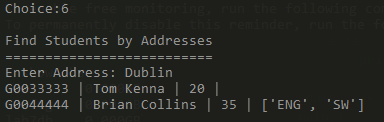 Choice:6
Find Students by Addresses
==========================
Enter Address: Dublin
G0033333 | Tom Kenna | 20 |
G0044444 | Brian Collins | 35 | ['ENG', 'SW']